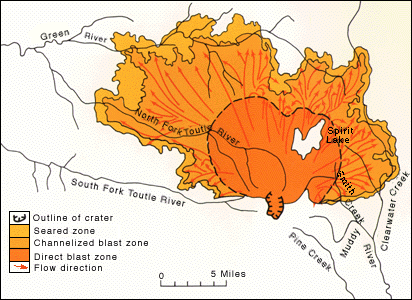 Green River
North Fork Toutle River
Spirit
Lake
South Fork Toutle River
Smith Creek
Muddy River
Clearwater Creek
Pine Creek
Outline of crater
Seared zone
Channelized blast zone
Direct blast zone
Flow direction
0 5 Miles